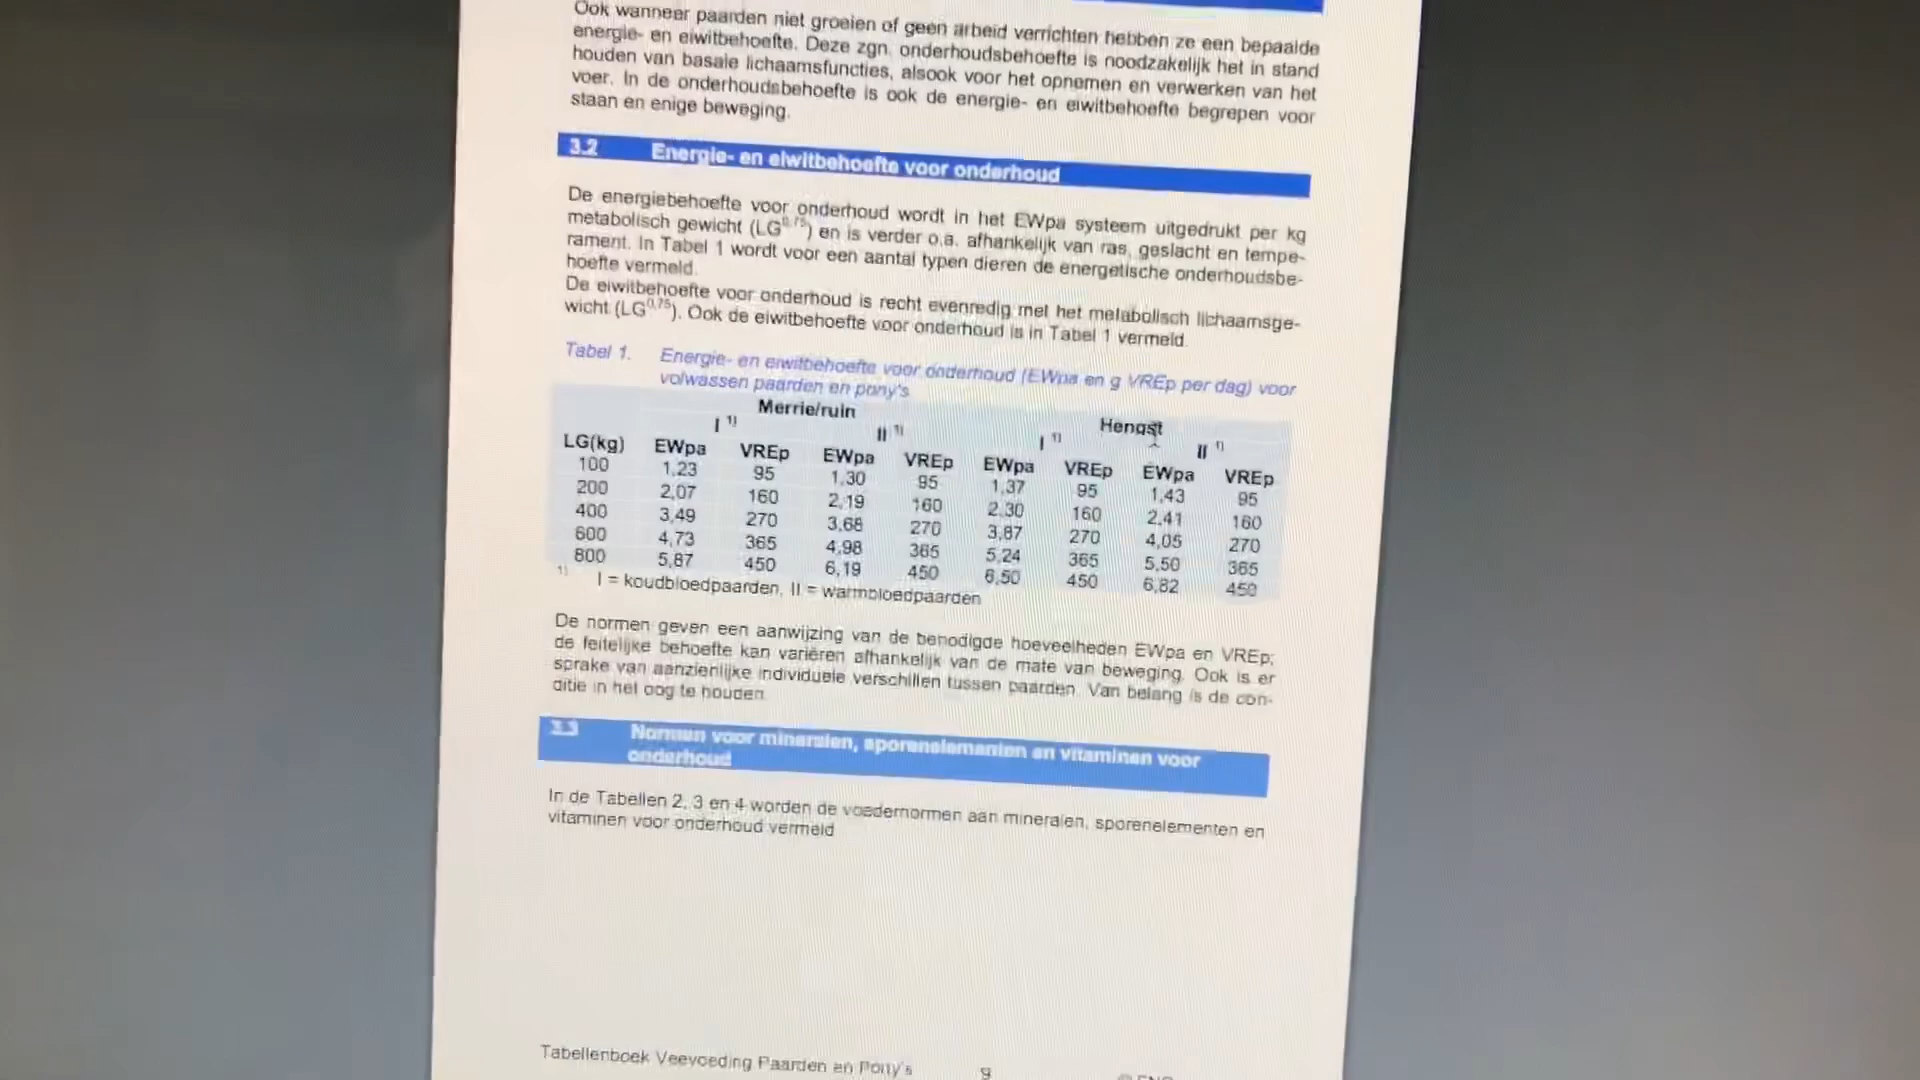 Ook wanneer paarden niet groeien of geen arbeid verrichten hebben ze een bepaalde
energie- en eiwitbehoefte. Deze zgn. onderhoudsbehoefte is noodzakelijk het in stand
houden van basale lichaamsfuncties, alsook voor het opnemen en verwerken van het
voer. In de onderhoudsbehoefte is ook de energie- en eiwitbehoefte begrepen voor
staan en enige beweging.
3.2 Energie- en eiwitbehoefte voor onderhoud
De energiebehoefte voor onderhoud wordt in het EWpa systeem uitgedrukt per kg
metabolisch gewicht (LG^0,75) en is verder o.a. afhankelijk van ras, geslacht en tempe-
rament. In Tabel 1 wordt voor een aantal typen dieren de energetische onderhoudsbe-
hoefte vermeld.
De eiwitbehoefte voor onderhoud is recht evenredig met het metabolisch lichaamsge-
wicht (LG^0,75). Ook de eiwitbehoefte voor onderhoud is in Tabel 1 vermeld.
Tabel 1. Energie- en eiwitbehoefte voor onderhoud (EWpa en g VREp per dag) voor
volwassen paarden en pony's
Merrie/ruin Hengst
I 1) II 1) I 1) II 1)
LG(kg) EWpa VREp EWpa VREp EWpa VREp EWpa VREp
100 1,23 95 1,30 95 1,37 95 1,43 95
200 2,07 160 2,19 160 2,30 160 2,41 160
400 3,49 270 3,68 270 3,87 270 4,05 270
600 4,73 365 4,98 365 5,24 365 5,50 365
800 5,87 450 6,19 450 6,50 450 6,82 450
1) I = koudbloedpaarden, II = warmbloedpaarden
De normen geven een aanwijzing van de benodigde hoeveelheden EWpa en VREp;
de feitelijke behoefte kan variëren afhankelijk van de mate van beweging. Ook is er
sprake van aanzienlijke individuele verschillen tussen paarden. Van belang is de con-
ditie in het oog te houden.
3.3 Normen voor mineralen, sporenelementen en vitaminen voor
onderhoud
In de Tabellen 2, 3 en 4 worden de voedernormen aan mineralen, sporenelementen en
vitaminen voor onderhoud vermeld
Tabellenboek Veevoeding Paarden en Pony's 9